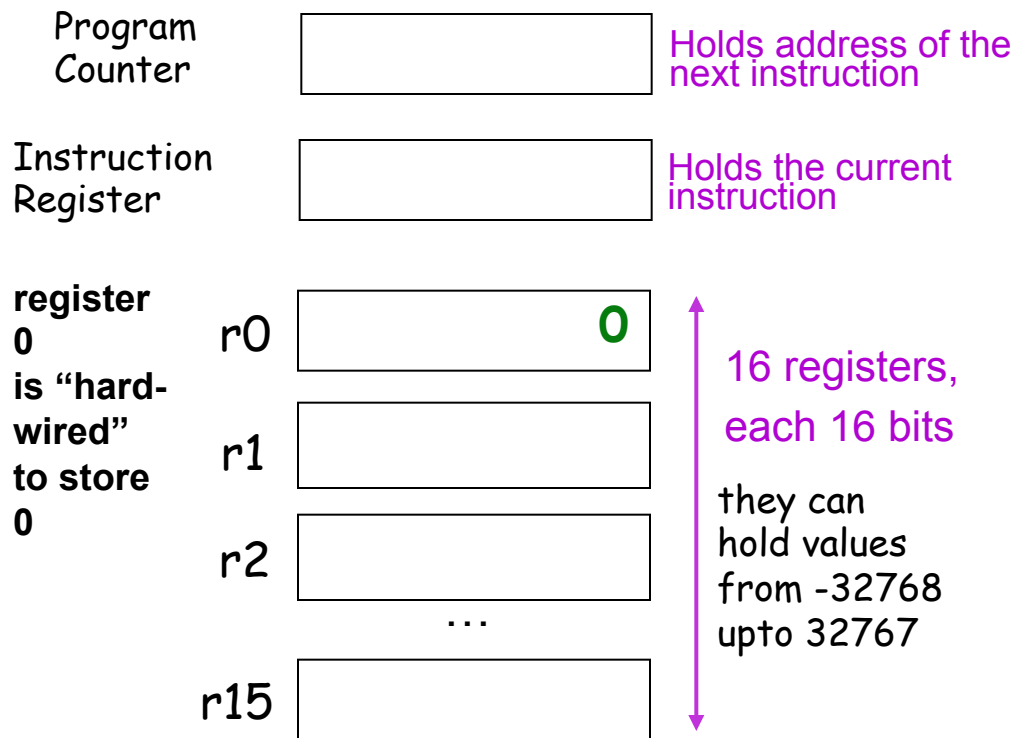 Program
Counter
Holds address of the
next instruction
Instruction
Register
Holds the current
instruction
register
0
is “hard-
wired”
to store
0
r0
0
r1
r2
...
r15
16 registers,
each 16 bits
they can
hold values
from -32768
upto 32767